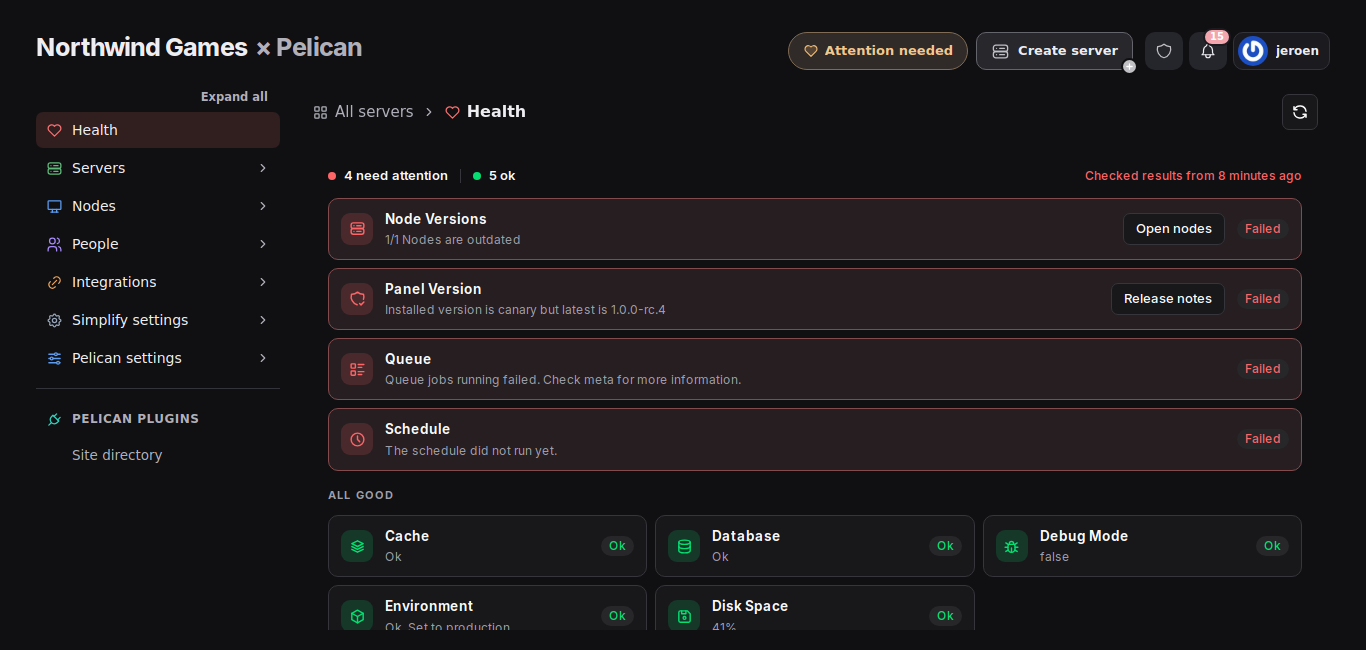 Northwind Games × Pelican
Attention needed
Create server
15
jeroen
Expand all
Health
Servers
Nodes
People
Integrations
Simplify settings
Pelican settings
PELICAN PLUGINS
Site directory
All servers > Health
4 need attention
5 ok
Checked results from 8 minutes ago
Node Versions
1/1 Nodes are outdated
Open nodes
Failed
Panel Version
Installed version is canary but latest is 1.0.0-rc.4
Release notes
Failed
Queue
Queue jobs running failed. Check meta for more information.
Failed
Schedule
The schedule did not run yet.
Failed
ALL GOOD
Cache
Ok
Ok
Database
Ok
Ok
Debug Mode
false
Ok
Environment
Ok. Set to production
Ok
Disk Space
41%
Ok